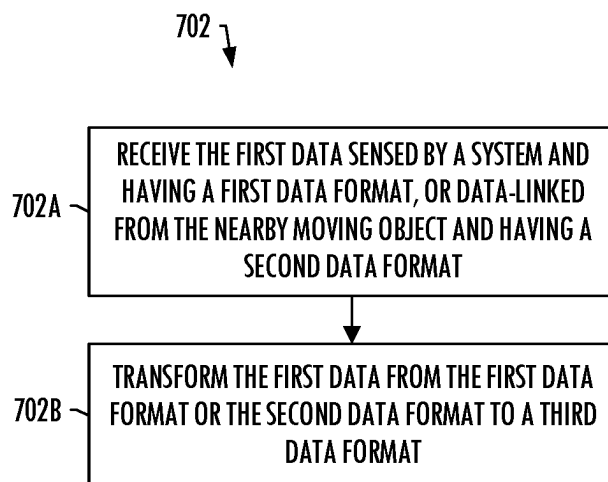 702
702A
RECEIVE THE FIRST DATA SENSED BY A SYSTEM AND
HAVING A FIRST DATA FORMAT, OR DATA-LINKED
FROM THE NEARBY MOVING OBJECT AND HAVING A
SECOND DATA FORMAT
702B
TRANSFORM THE FIRST DATA FROM THE FIRST DATA
FORMAT OR THE SECOND DATA FORMAT TO A THIRD
DATA FORMAT